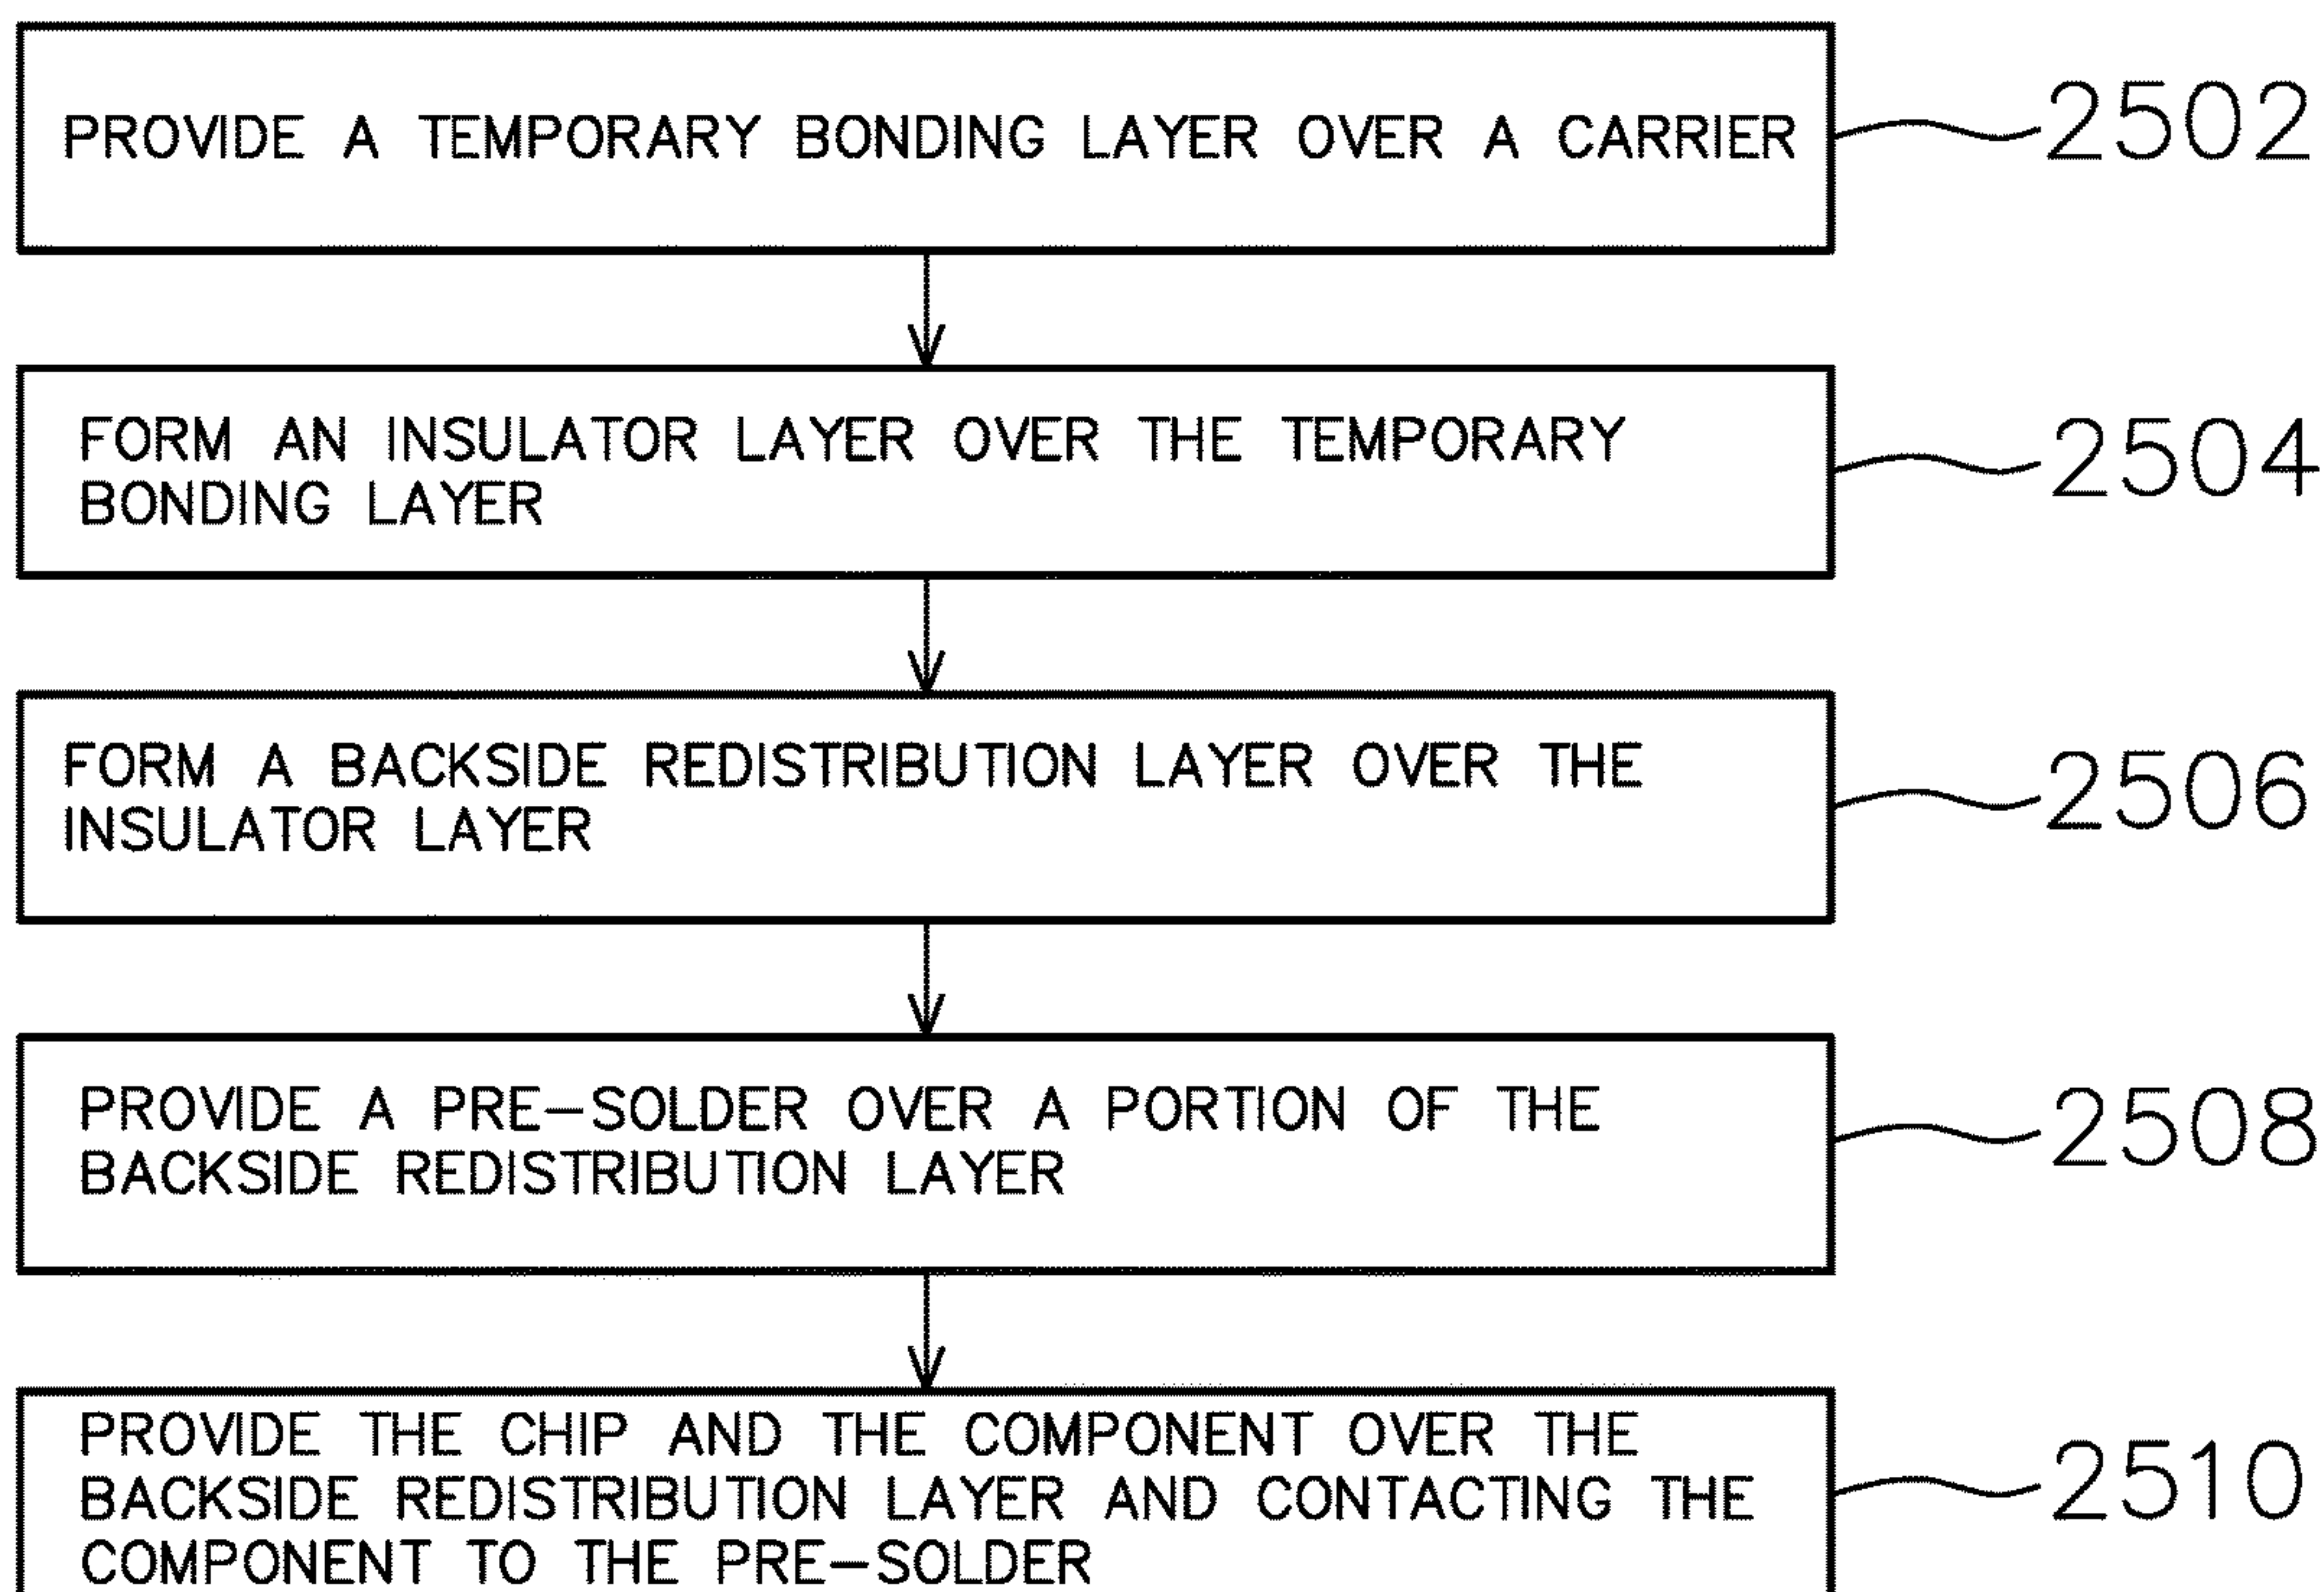 PROVIDE A TEMPORARY BONDING LAYER OVER A CARRIER
2502
FORM AN INSULATOR LAYER OVER THE TEMPORARY
BONDING LAYER
2504
FORM A BACKSIDE REDISTRIBUTION LAYER OVER THE
INSULATOR LAYER
2506
PROVIDE A PRE-SOLDER OVER A PORTION OF THE
BACKSIDE REDISTRIBUTION LAYER
2508
PROVIDE THE CHIP AND THE COMPONENT OVER THE
BACKSIDE REDISTRIBUTION LAYER AND CONTACTING THE
COMPONENT TO THE PRE-SOLDER
2510